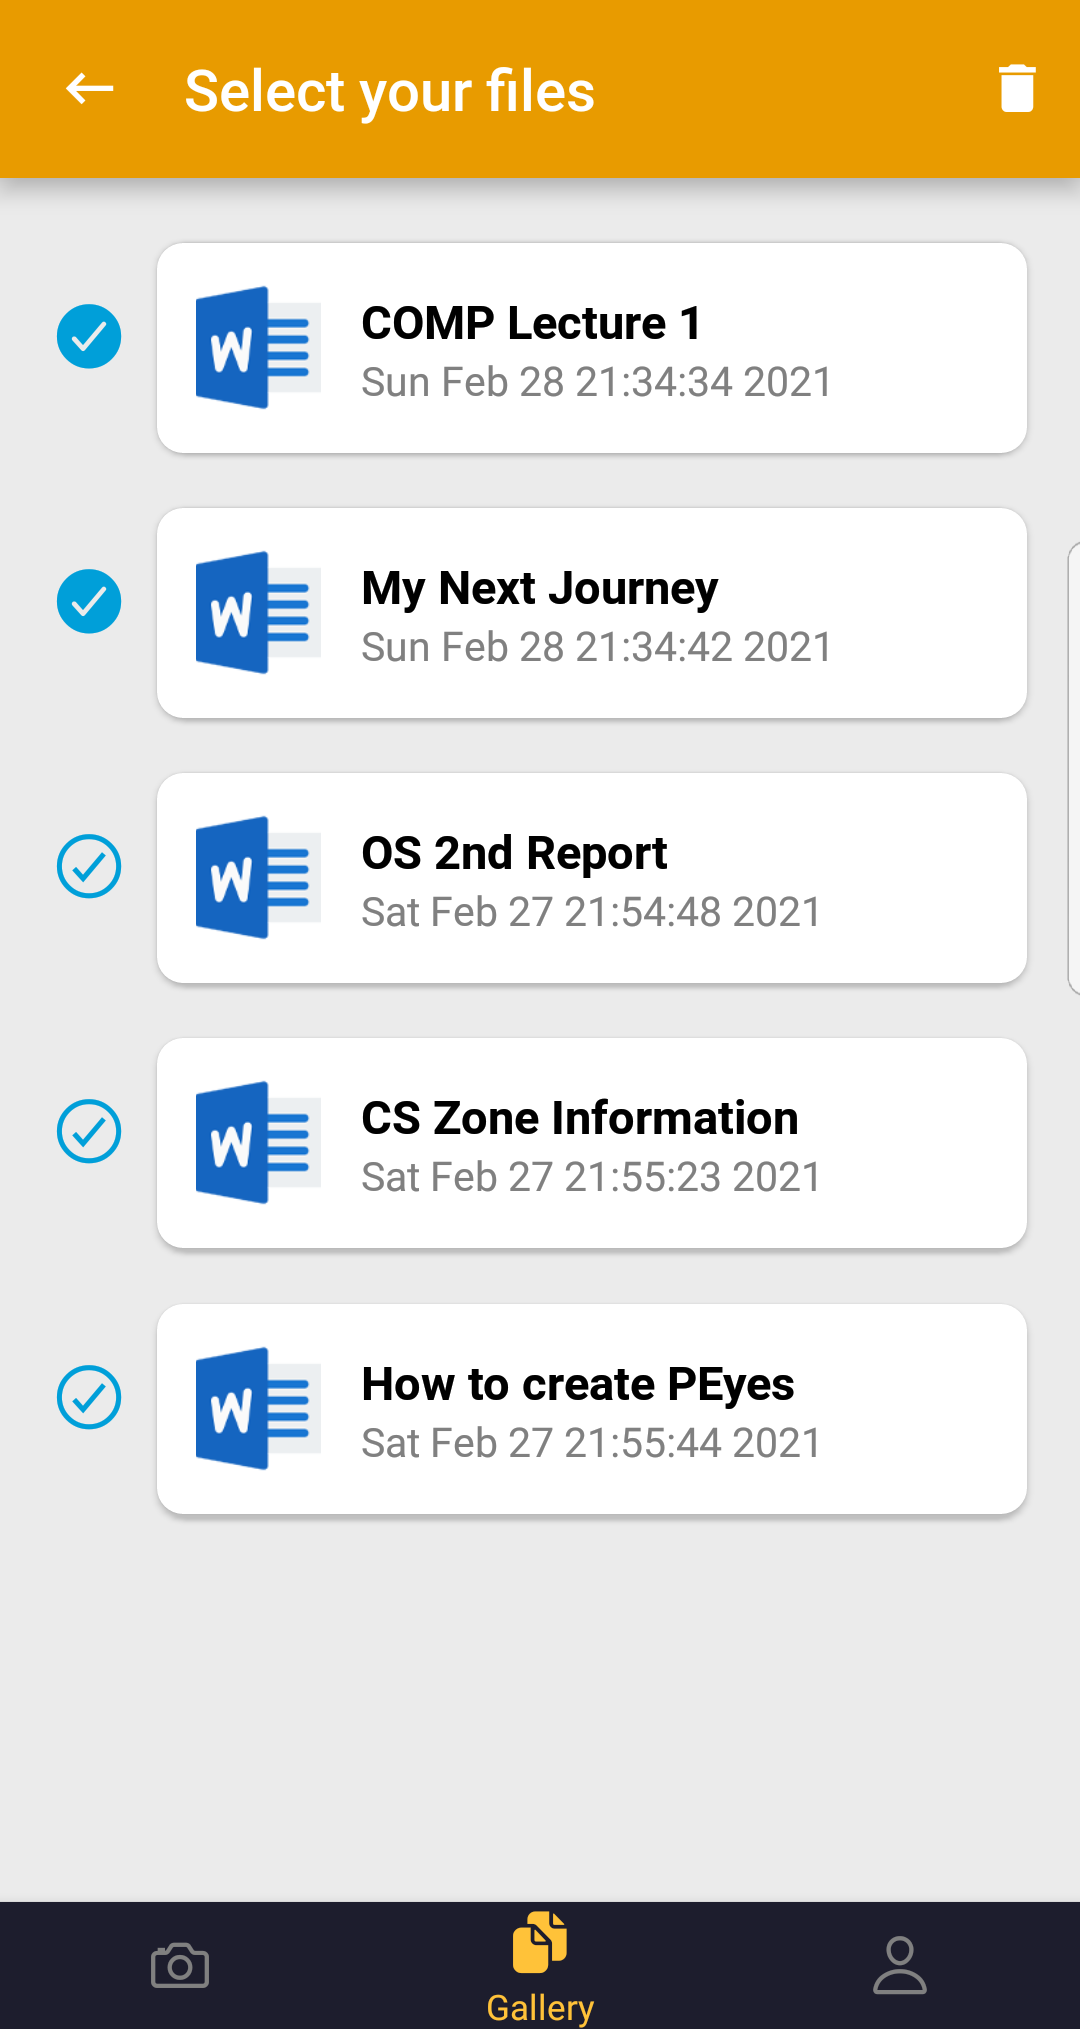 Select your files
W
COMP Lecture 1
Sun Feb 28 21:34:34 2021
W
My Next Journey
Sun Feb 28 21:34:42 2021
W
OS 2nd Report
Sat Feb 27 21:54:48 2021
W
CS Zone Information
Sat Feb 27 21:55:23 2021
W
How to create PEyes
Sat Feb 27 21:55:44 2021
Gallery